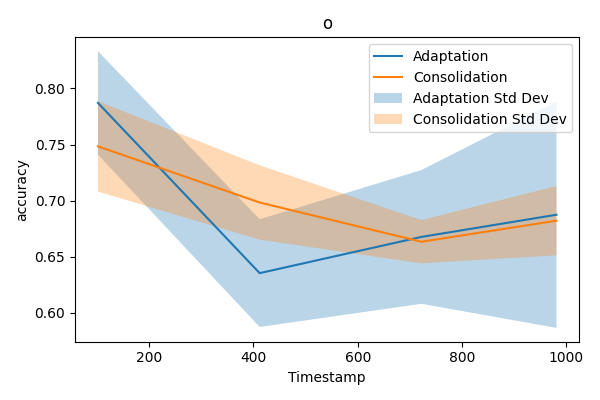 o
Adaptation
Consolidation
Adaptation Std Dev
Consolidation Std Dev
accuracy
0.80
0.75
0.70
0.65
0.60
200
400
600
800
1000
Timestamp